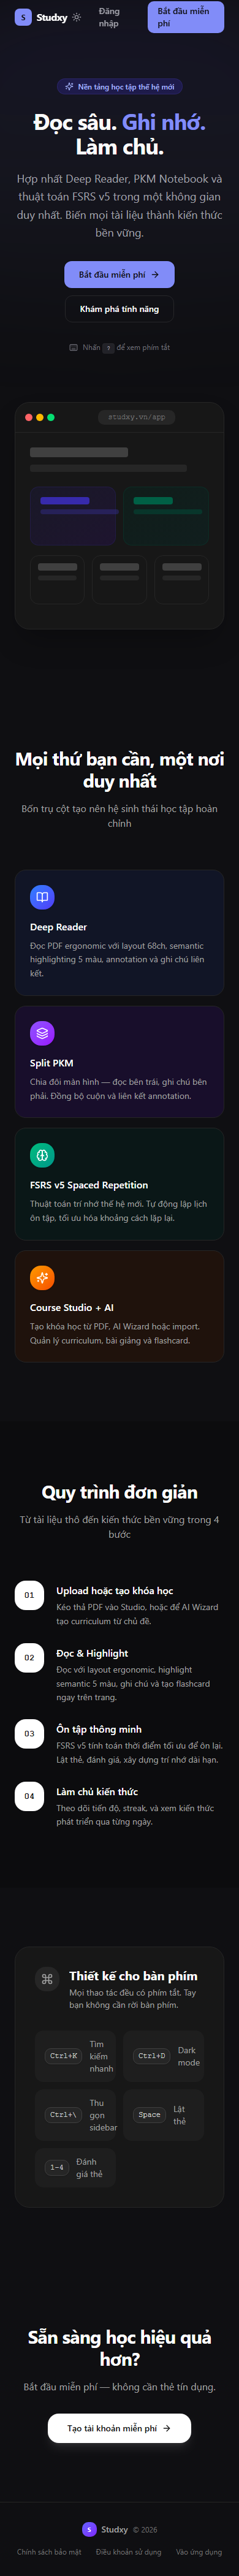 S Studxy
Đăng
nhập
Bắt đầu miễn
phí
Nền tảng học tập thế hệ mới
Đọc sâu. Ghi nhớ.
Làm chủ.
Hợp nhất Deep Reader, PKM Notebook và
thuật toán FSRS v5 trong một không gian
duy nhất. Biến mọi tài liệu thành kiến thức
bền vững.
Bắt đầu miễn phí →
Khám phá tính năng
Nhấn ? để xem phím tắt
studxy.vn/app
Mọi thứ bạn cần, một nơi
duy nhất
Bốn trụ cột tạo nên hệ sinh thái học tập hoàn
chỉnh
Deep Reader
Đọc PDF ergonomic với layout 68ch, semantic
highlighting 5 màu, annotation và ghi chú liên
kết.
Split PKM
Chia đôi màn hình — đọc bên trái, ghi chú bên
phải. Đồng bộ cuộn và liên kết annotation.
FSRS v5 Spaced Repetition
Thuật toán trí nhớ thế hệ mới. Tự động lập lịch
ôn tập, tối ưu hóa khoảng cách lặp lại.
Course Studio + AI
Tạo khóa học từ PDF, AI Wizard hoặc import.
Quản lý curriculum, bài giảng và flashcard.
Quy trình đơn giản
Từ tài liệu thô đến kiến thức bền vững trong 4
bước
01
Upload hoặc tạo khóa học
Kéo thả PDF vào Studio, hoặc để AI Wizard
tạo curriculum từ chủ đề.
02
Đọc & Highlight
Đọc với layout ergonomic, highlight
semantic 5 màu, ghi chú và tạo flashcard
ngay trên trang.
03
Ôn tập thông minh
FSRS v5 tính toán thời điểm tối ưu để ôn lại.
Lật thẻ, đánh giá, xây dựng trí nhớ dài hạn.
04
Làm chủ kiến thức
Theo dõi tiến độ, streak, và xem kiến thức
phát triển qua từng ngày.
Thiết kế cho bàn phím
Mọi thao tác đều có phím tắt. Tay
bạn không cần rời bàn phím.
Ctrl+K
Tìm
kiếm
nhanh
Ctrl+D
Dark
mode
Ctrl+\
Thu
gọn
sidebar
Space
Lật
thẻ
1-4
Đánh
giá thẻ
Sẵn sàng học hiệu quả
hơn?
Bắt đầu miễn phí — không cần thẻ tín dụng.
Tạo tài khoản miễn phí →
S Studxy © 2026
Chính sách bảo mật
Điều khoản sử dụng
Vào ứng dụng